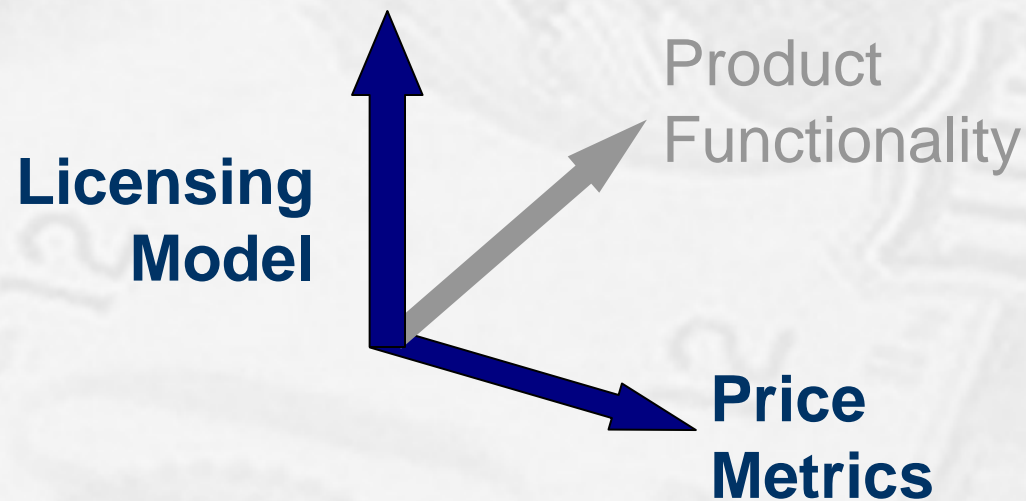 Product
Functionality
Licensing
Model
Price
Metrics